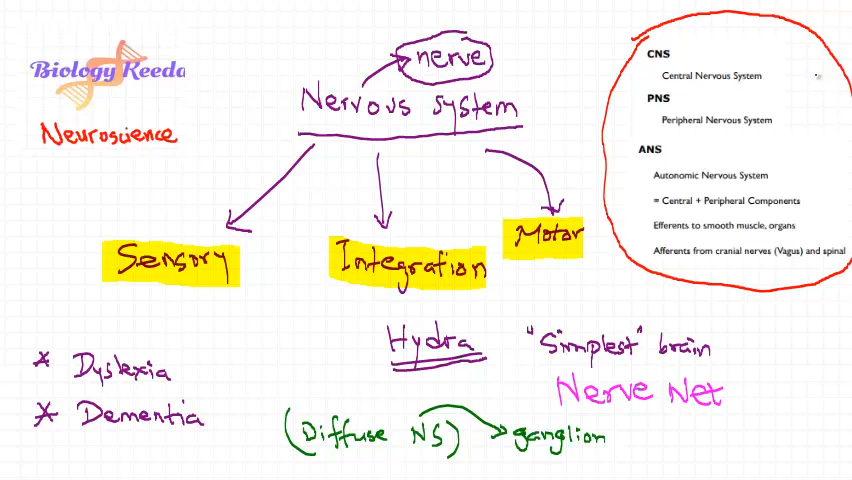 Biology Keeda
Neuroscience
nerve
Nervous system
Sensory
Integration
Motor
CNS
Central Nervous System
PNS
Peripheral Nervous System
ANS
Autonomic Nervous System
= Central + Peripheral Components
Efferents to smooth muscle, organs
Afferents from cranial nerves (Vagus) and spinal
* Dyslexia
* Dementia
Hydra
"Simplest" brain
Nerve Net
(Diffuse NS)
ganglion